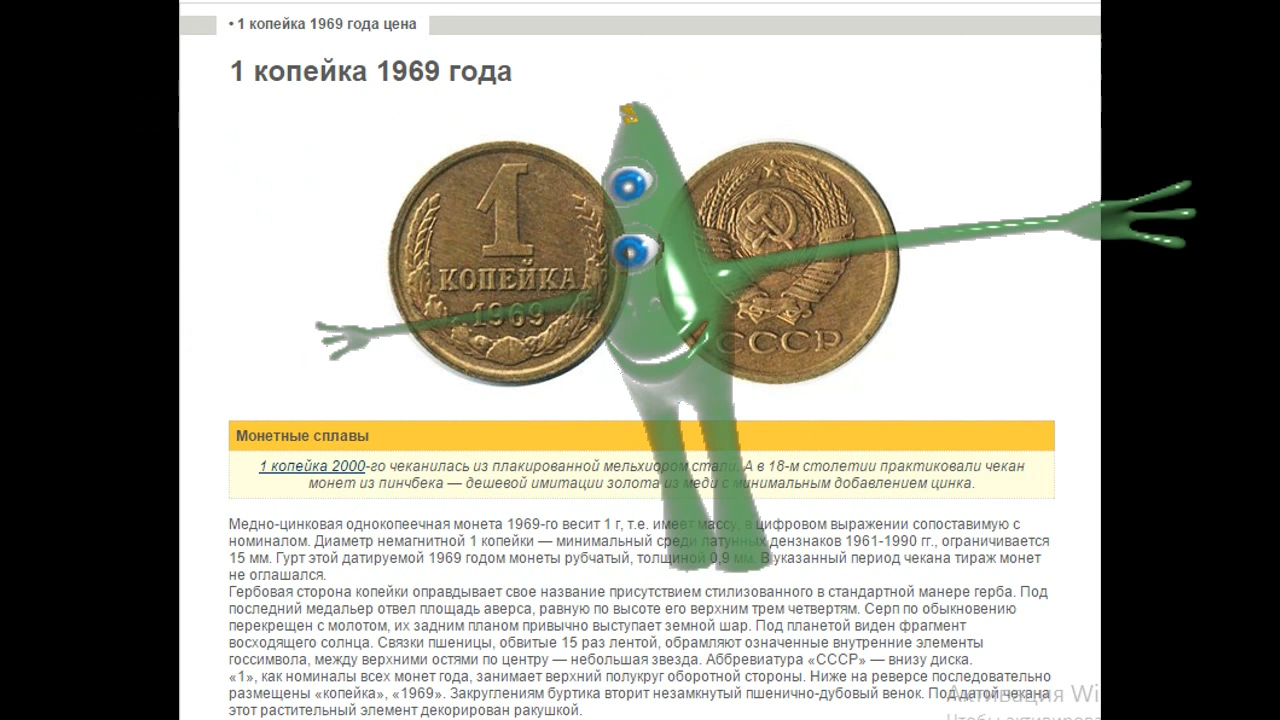 • 1 копейка 1969 года цена
1 копейка 1969 года
1
КОПЕЙКА
1969
СССР
Монетные сплавы
1 копейка 2000-го чеканилась из плакированной мельхиором стали. А в 18-м столетии практиковали чекан
монет из пинчбека — дешевой имитации золота из меди с минимальным добавлением цинка.
Медно-цинковая однокопеечная монета 1969-го весит 1 г, т.е. имеет массу, в цифровом выражении сопоставимую с
номиналом. Диаметр немагнитной 1 копейки — минимальный среди латунных дензнаков 1961-1990 гг., ограничивается
15 мм. Гурт этой датируемой 1969 годом монеты рубчатый, толщиной 0,9 мм. В указанный период чекана тираж монет
не оглашался.
Гербовая сторона копейки оправдывает свое название присутствием стилизованного в стандартной манере герба. Под
последний медальер отвел площадь аверса, равную по высоте его верхним трем четвертям. Серп по обыкновению
перекрещен с молотом, их задним планом привычно выступает земной шар. Под планетой виден фрагмент
восходящего солнца. Связки пшеницы, обвитые 15 раз лентой, обрамляют означенные внутренние элементы
госсимвола, между верхними остями по центру — небольшая звезда. Аббревиатура «СССР» — внизу диска.
«1», как номиналы всех монет года, занимает верхний полукруг оборотной стороны. Ниже на реверсе последовательно
размещены «копейка», «1969». Закруглениям буртика вторит незамкнутый пшенично-дубовый венок. Под датой чекана
этот растительный элемент декорирован ракушкой.
Активация Wi